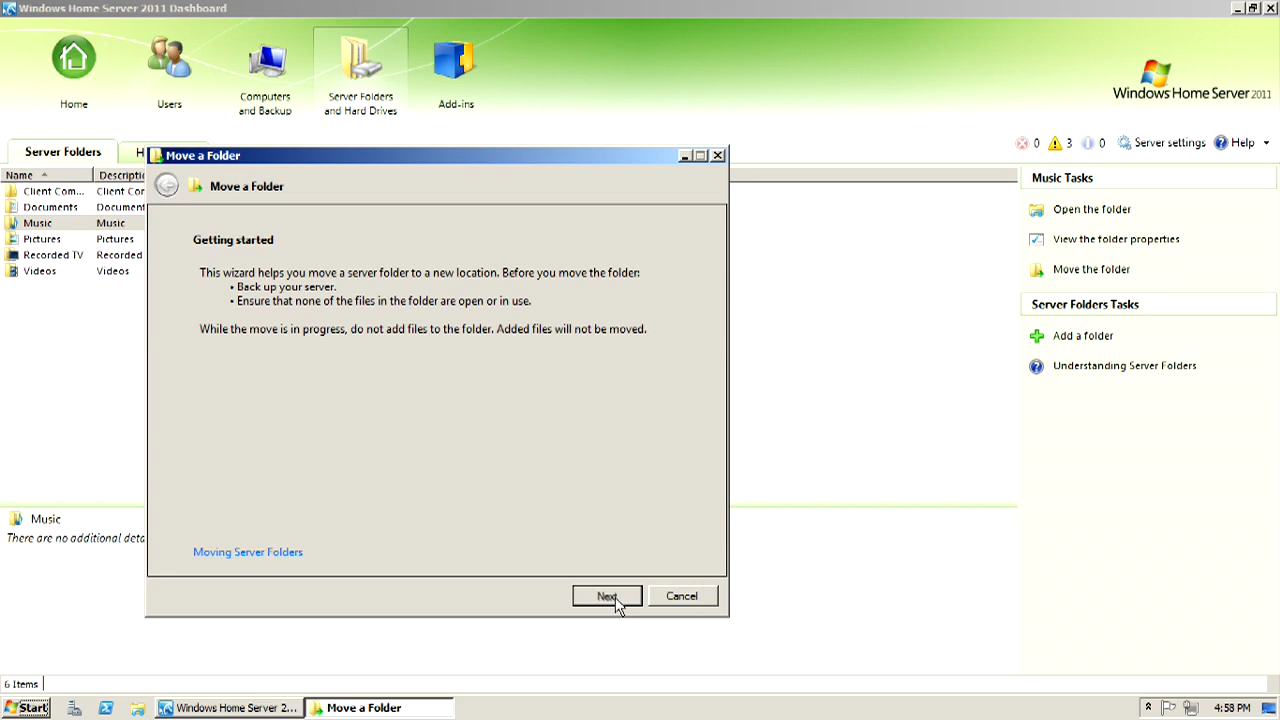 Windows Home Server 2011 Dashboard
Home
Users
Computers
and Backup
Server Folders
and Hard Drives
Add-ins
Windows Home Server 2011
Server Folders
H
0
3
0
Server settings
Help
Name
Descripti
Client Com...
Client Cor
Documents
Document
Music
Music
Pictures
Pictures
Recorded TV
Recorded
Videos
Videos
Move a Folder
Move a Folder
Getting started
This wizard helps you move a server folder to a new location. Before you move the folder:
• Back up your server.
• Ensure that none of the files in the folder are open or in use.
While the move is in progress, do not add files to the folder. Added files will not be moved.
Moving Server Folders
Next
Cancel
Music Tasks
Open the folder
View the folder properties
Move the folder
Server Folders Tasks
Add a folder
Understanding Server Folders
Music
There are no additional deta
6 Items
Start
Windows Home Server 2...
Move a Folder
4:58 PM